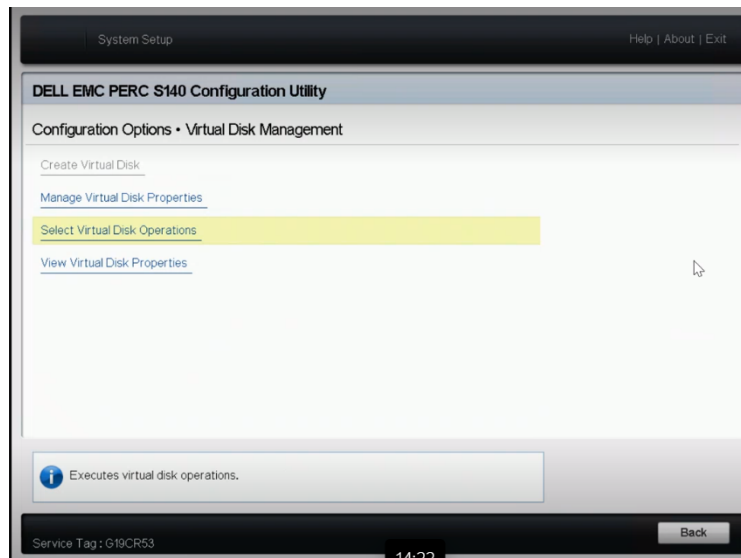 System Setup
Help | About | Exit
DELL EMC PERC S140 Configuration Utility
Configuration Options • Virtual Disk Management
Create Virtual Disk
Manage Virtual Disk Properties
Select Virtual Disk Operations
View Virtual Disk Properties
Executes virtual disk operations.
Back
Service Tag : G19CR53
14:22